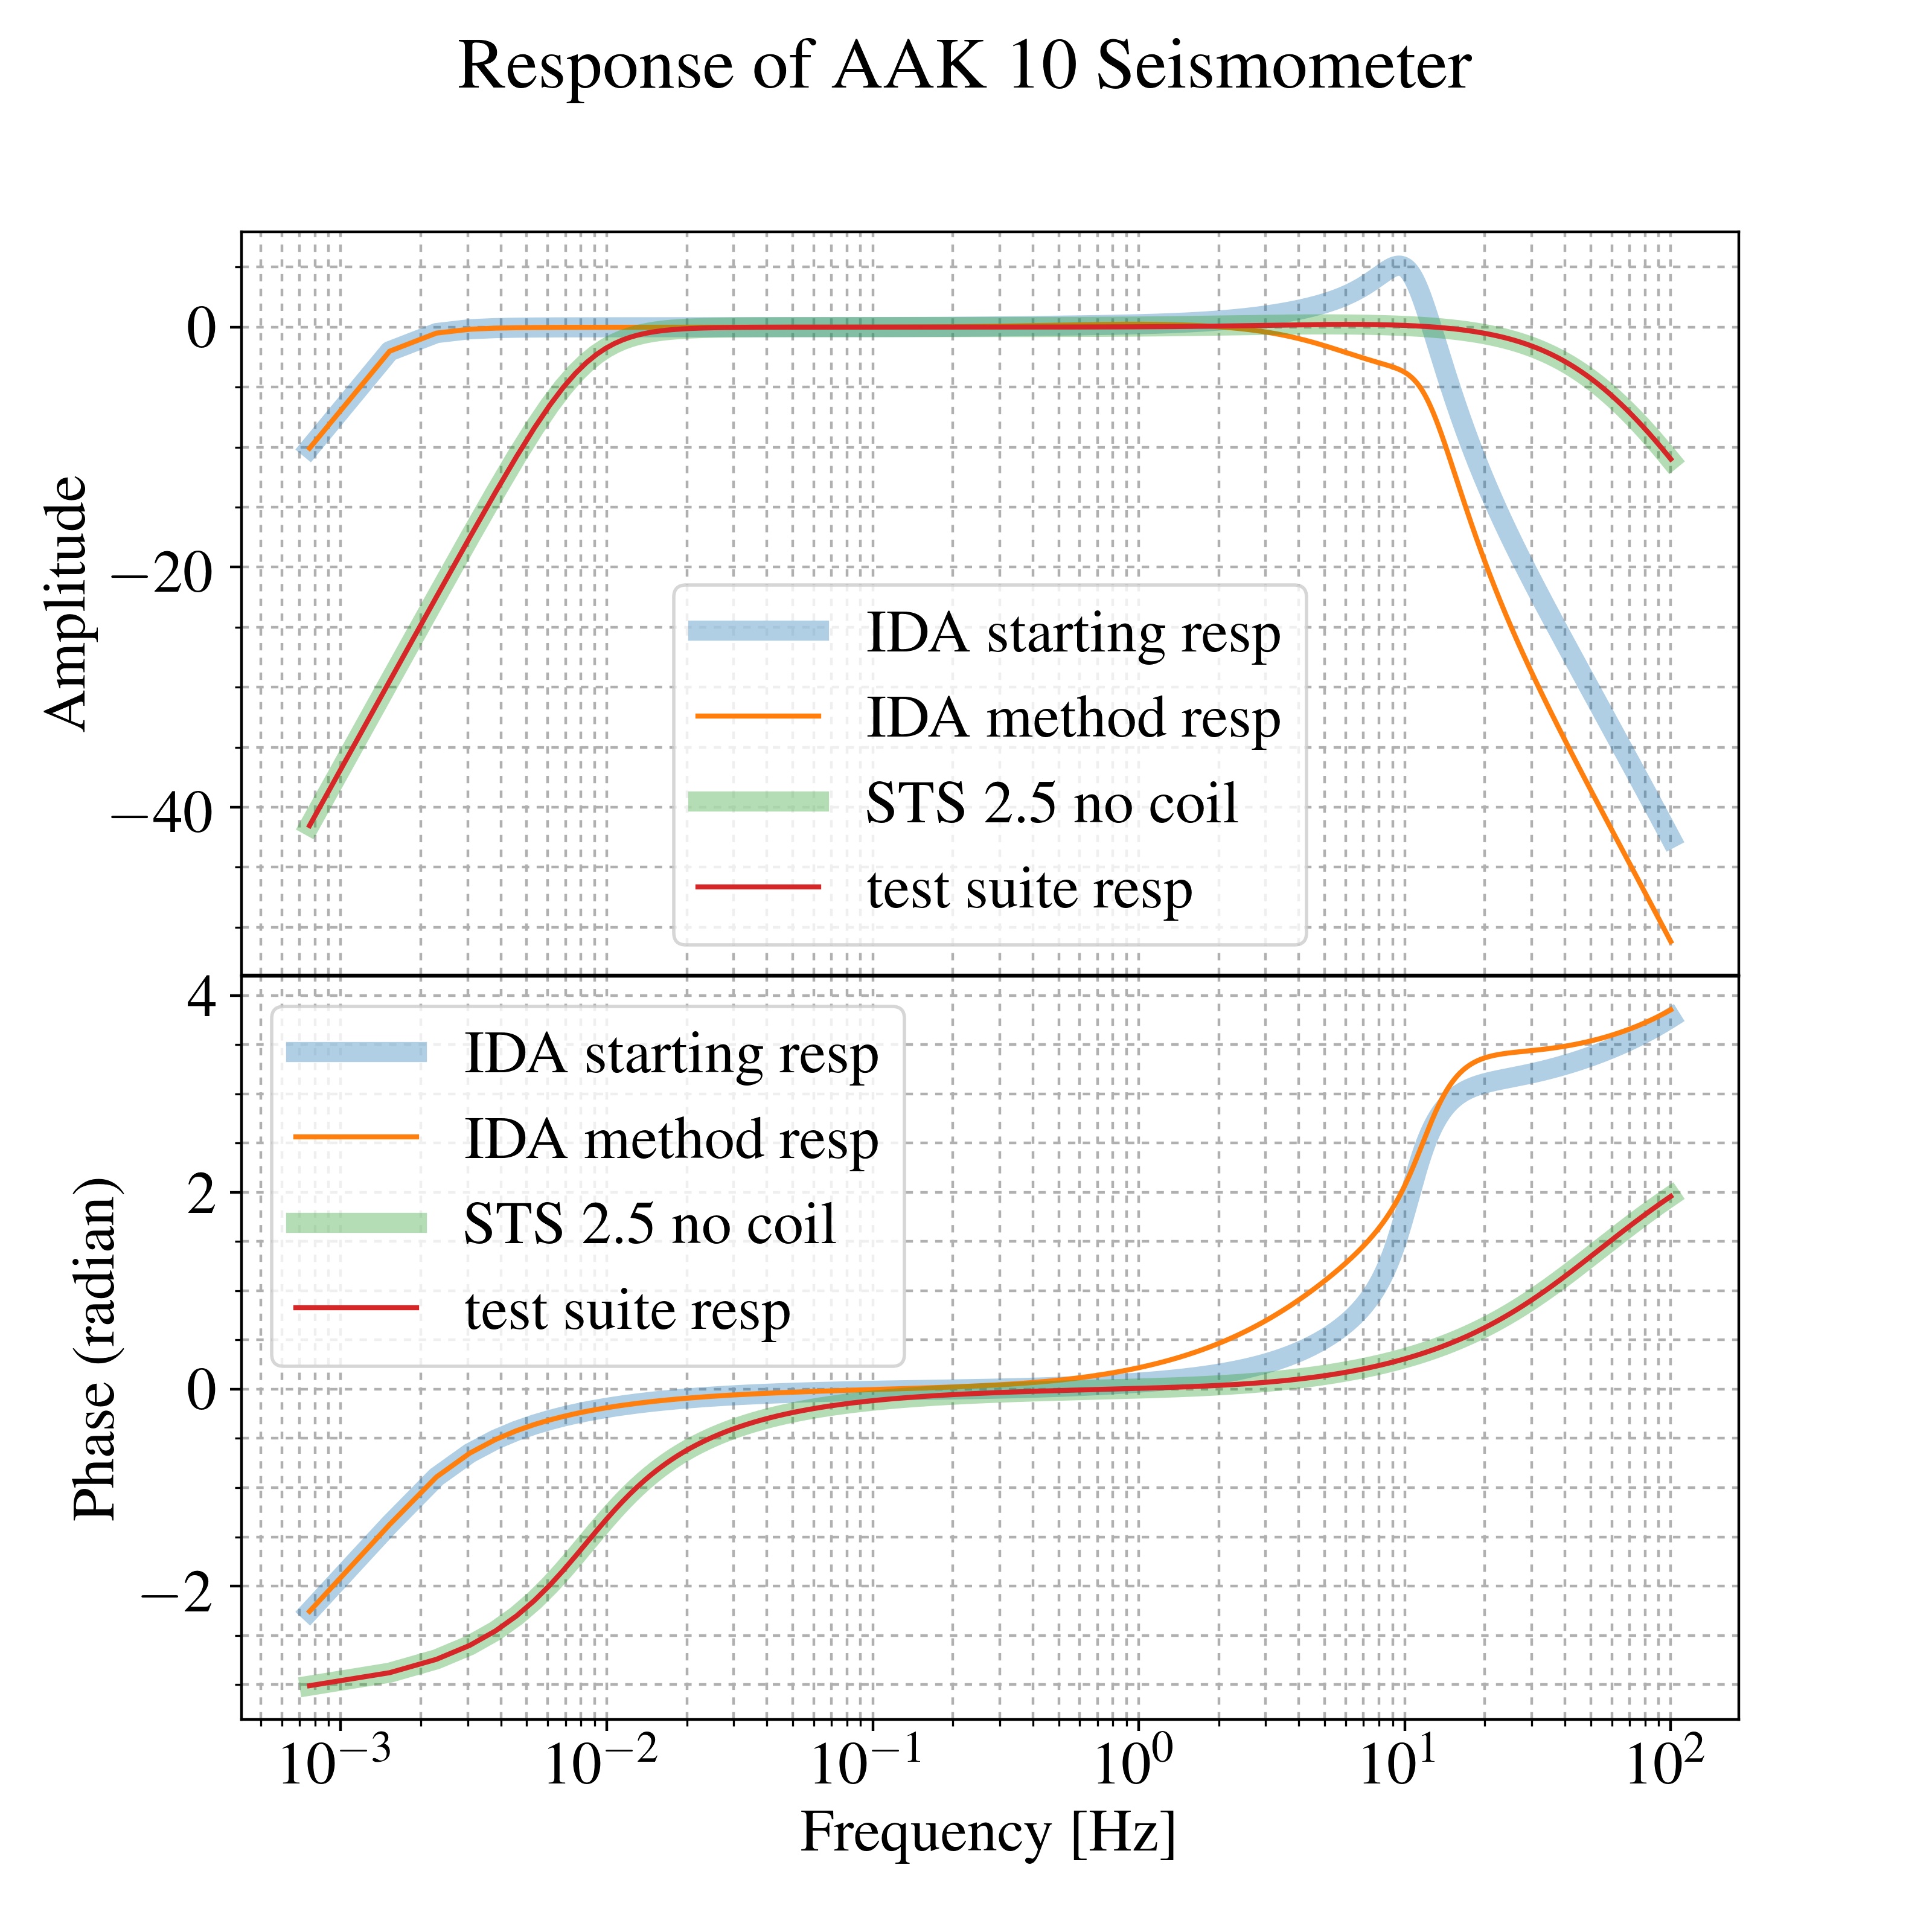 Response of AAK 10 Seismometer
Amplitude
0
−20
−40
IDA starting resp
IDA method resp
STS 2.5 no coil
test suite resp
Phase (radian)
4
2
0
−2
IDA starting resp
IDA method resp
STS 2.5 no coil
test suite resp
10⁻³ 10⁻² 10⁻¹ 10⁰ 10¹ 10²
Frequency [Hz]